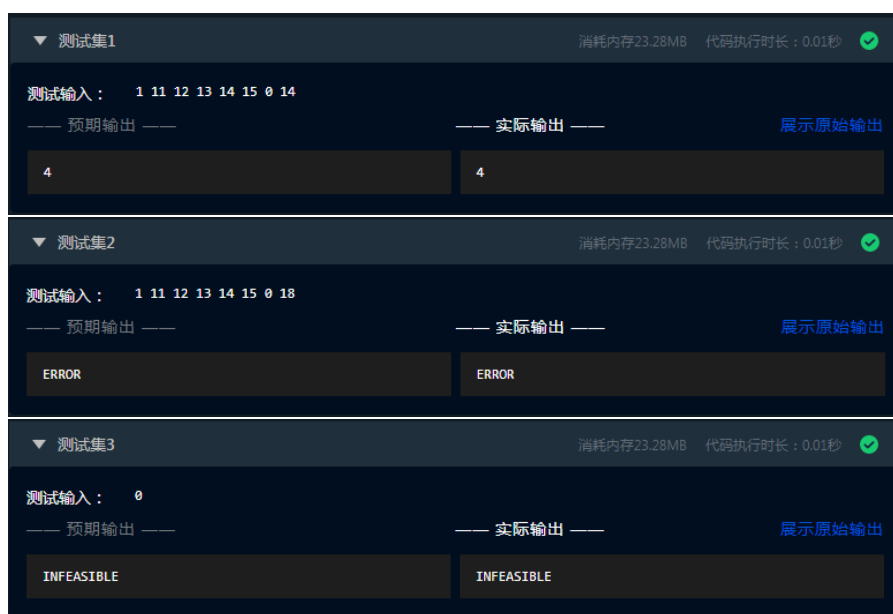 测试集1 消耗内存23.28MB 代码执行时长：0.01秒
测试输入： 1 11 12 13 14 15 0 14
—— 预期输出 —— —— 实际输出 —— 展示原始输出
4 4
测试集2 消耗内存23.28MB 代码执行时长：0.01秒
测试输入： 1 11 12 13 14 15 0 18
—— 预期输出 —— —— 实际输出 —— 展示原始输出
ERROR ERROR
测试集3 消耗内存23.28MB 代码执行时长：0.01秒
测试输入： 0
—— 预期输出 —— —— 实际输出 —— 展示原始输出
INFEASIBLE INFEASIBLE